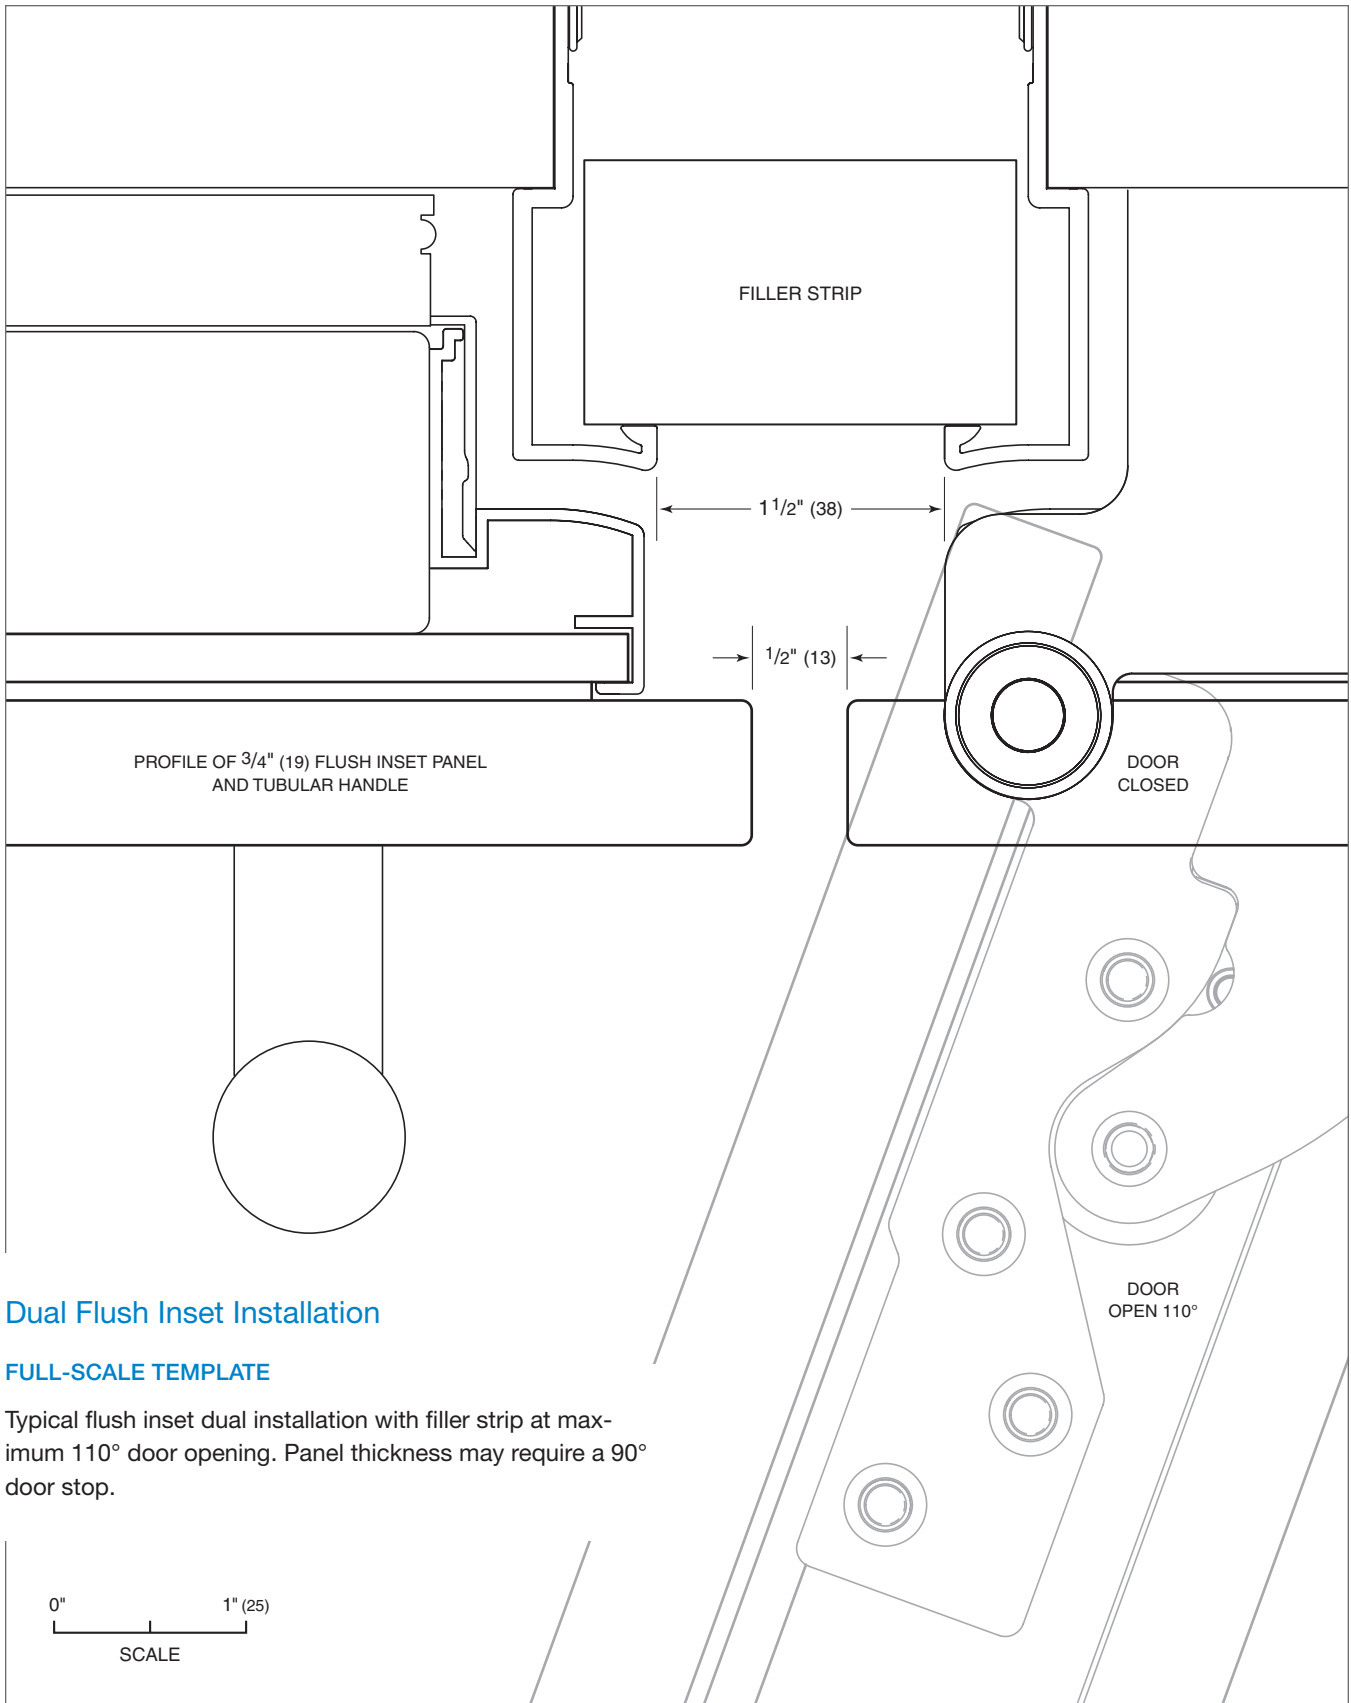 FILLER STRIP
1 1/2" (38)
1/2" (13)
PROFILE OF 3/4" (19) FLUSH INSET PANEL
AND TUBULAR HANDLE
DOOR
CLOSED
DOOR
OPEN 110°
Dual Flush Inset Installation
FULL-SCALE TEMPLATE
Typical flush inset dual installation with filler strip at max-
imum 110° door opening. Panel thickness may require a 90°
door stop.
0" 1" (25)
SCALE